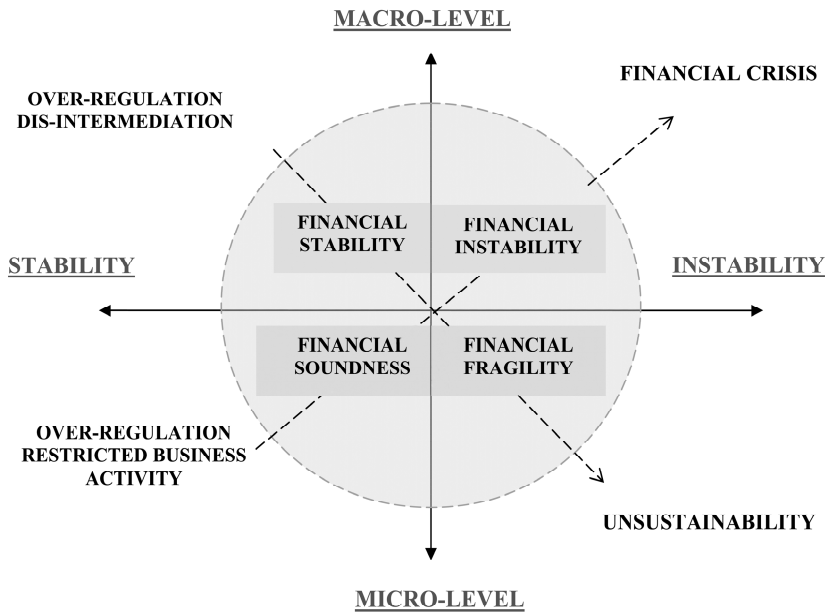 MACRO-LEVEL
FINANCIAL CRISIS
OVER-REGULATION
DIS-INTERMEDIATION
FINANCIAL
STABILITY
FINANCIAL
INSTABILITY
STABILITY
INSTABILITY
FINANCIAL
SOUNDNESS
FINANCIAL
FRAGILITY
OVER-REGULATION
RESTRICTED BUSINESS
ACTIVITY
UNSUSTAINABILITY
MICRO-LEVEL